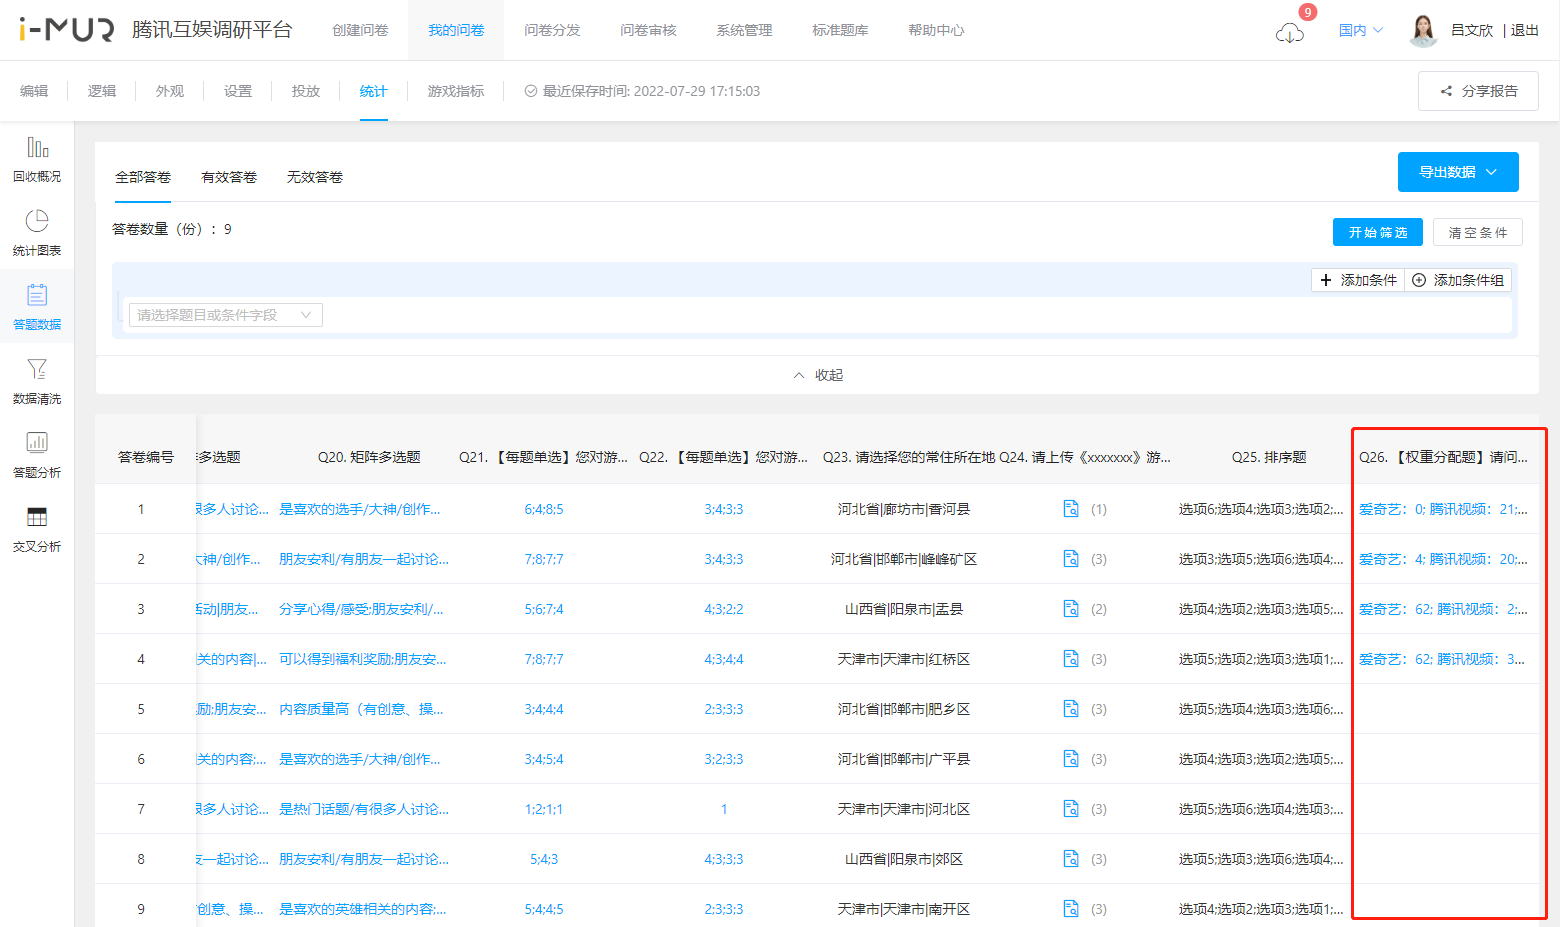 i-MUR 腾讯互娱调研平台 创建问卷 我的问卷 问卷分发 问卷审核 系统管理 标准题库 帮助中心 9 国内 吕文欣 | 退出
编辑 逻辑 外观 设置 投放 统计 游戏指标 最近保存时间: 2022-07-29 17:15:03 分享报告
回收概况
统计图表
答题数据
数据清洗
答题分析
交叉分析
全部答卷 有效答卷 无效答卷 导出数据
答卷数量（份）：9 开始筛选 清空条件
添加条件 添加条件组
请选择题目或条件字段
收起
答卷编号 多选题 Q20. 矩阵多选题 Q21. 【每题单选】您对游... Q22. 【每题单选】您对游... Q23. 请选择您的常住所在地 Q24. 请上传《xxxxxxx》游... Q25. 排序题 Q26. 【权重分配题】请问...
1 很多人讨论... 是喜欢的选手/大神/创作... 6;4;8;5 3;4;3;3 河北省|廊坊市|香河县 (1) 选项6;选项4;选项3;选项2;... 爱奇艺：0; 腾讯视频：21;...
2 大神/创作... 朋友安利/有朋友一起讨论... 7;8;7;7 3;4;3;3 河北省|邯郸市|峰峰矿区 (3) 选项3;选项5;选项6;选项4;... 爱奇艺：4; 腾讯视频：20;...
3 活动|朋友... 分享心得/感受;朋友安利/... 5;6;7;4 4;3;2;2 山西省|阳泉市|盂县 (2) 选项4;选项2;选项3;选项5;... 爱奇艺：62; 腾讯视频：2;...
4 关的内容|... 可以得到福利奖励;朋友安... 7;8;7;7 4;3;4;4 天津市|天津市|红桥区 (3) 选项5;选项2;选项3;选项1;... 爱奇艺：62; 腾讯视频：3...
5 励;朋友安... 内容质量高（有创意、操... 3;4;4;4 2;3;3;3 河北省|邯郸市|肥乡区 (3) 选项5;选项4;选项3;选项6;...
6 关的内容;... 是喜欢的选手/大神/创作... 3;4;5;4 3;2;3;3 河北省|邯郸市|广平县 (3) 选项4;选项3;选项2;选项5;...
7 很多人讨论... 是热门话题/有很多人讨论... 1;2;1;1 1 天津市|天津市|河北区 (3) 选项5;选项6;选项4;选项3;...
8 友一起讨论... 朋友安利/有朋友一起讨论... 5;4;3 4;3;3;3 山西省|阳泉市|郊区 (3) 选项5;选项3;选项6;选项4;...
9 创意、操... 是喜欢的英雄相关的内容;... 5;4;4;5 2;3;3;3 天津市|天津市|南开区 (3) 选项4;选项2;选项3;选项1;...